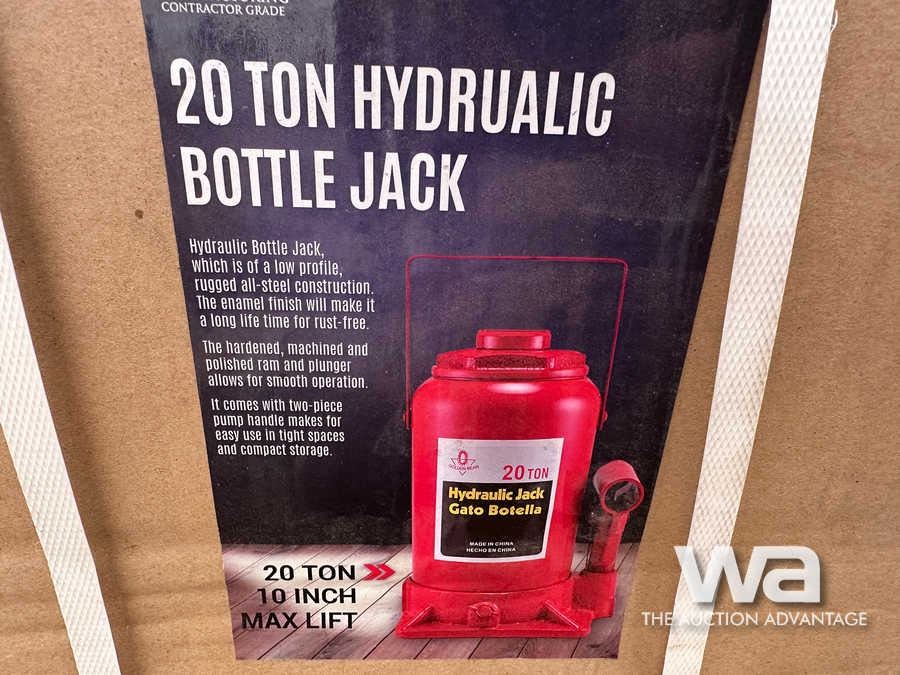 CONTRACTOR GRADE
20 TON HYDRUALIC
BOTTLE JACK
Hydraulic Bottle Jack,
which is of a low profile,
rugged all-steel construction.
The enamel finish will make it
a long life time for rust-free.
The hardened, machined and
polished ram and plunger
allows for smooth operation.
It comes with two-piece
pump handle makes for
easy use in tight spaces
and compact storage.
20 TON
Hydraulic Jack
Gato Botella
MADE IN CHINA
HECHO EN CHINA
20 TON
10 INCH
MAX LIFT
wa
THE AUCTION ADVANTAGE